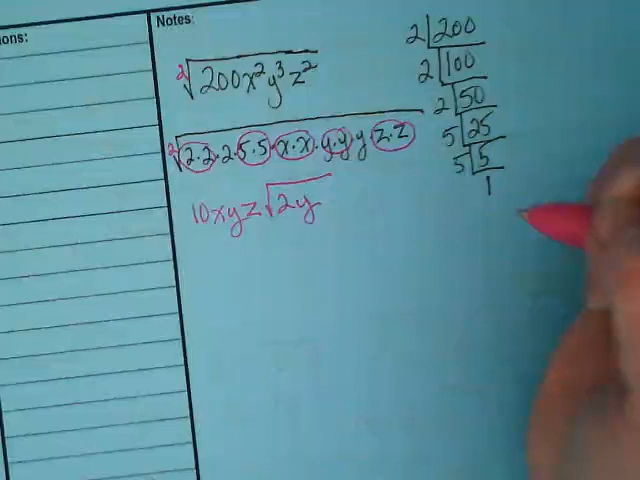 ons:
Notes:
²√200x²y³z²
²√2·2·2·5·5·x·x·y·y y z·z
10xyz√2y
2|200
2|100
2|50
5|25
5|5
1